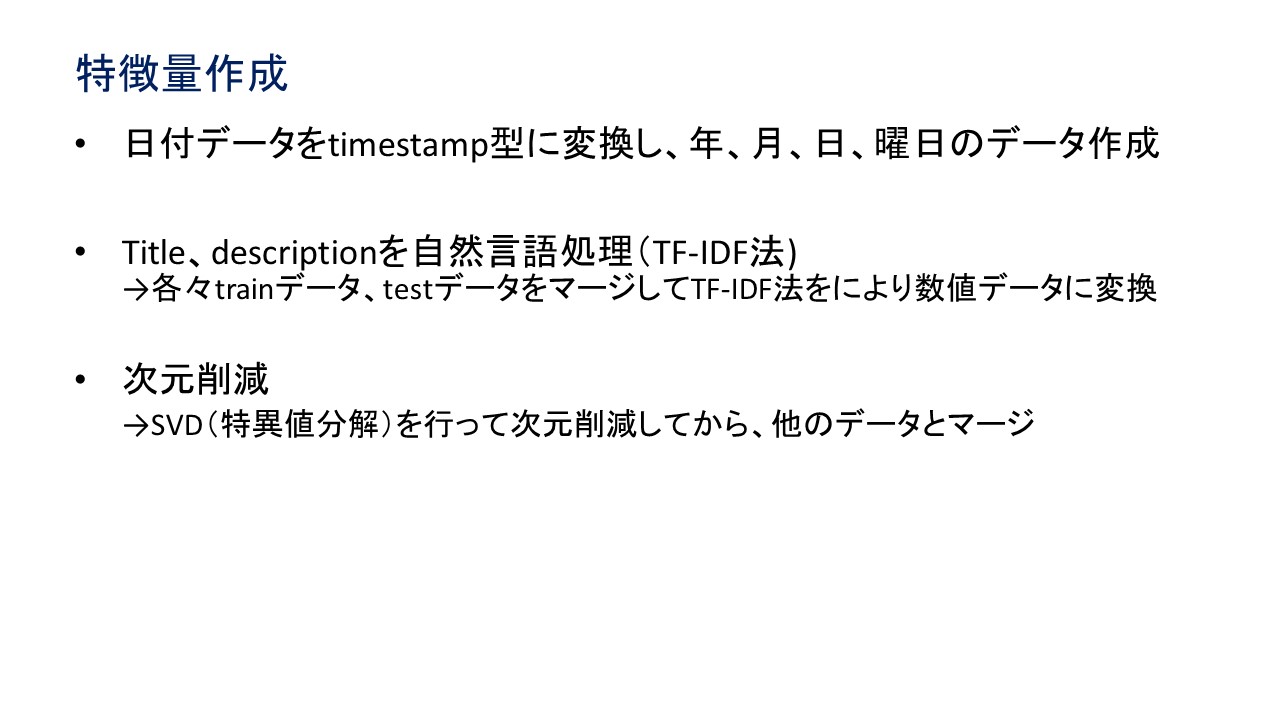 特徴量作成
• 日付データをtimestamp型に変換し、年、月、日、曜日のデータ作成
• Title、descriptionを自然言語処理（TF-IDF法)
→各々trainデータ、testデータをマージしてTF-IDF法をにより数値データに変換
• 次元削減
→SVD（特異値分解）を行って次元削減してから、他のデータとマージ